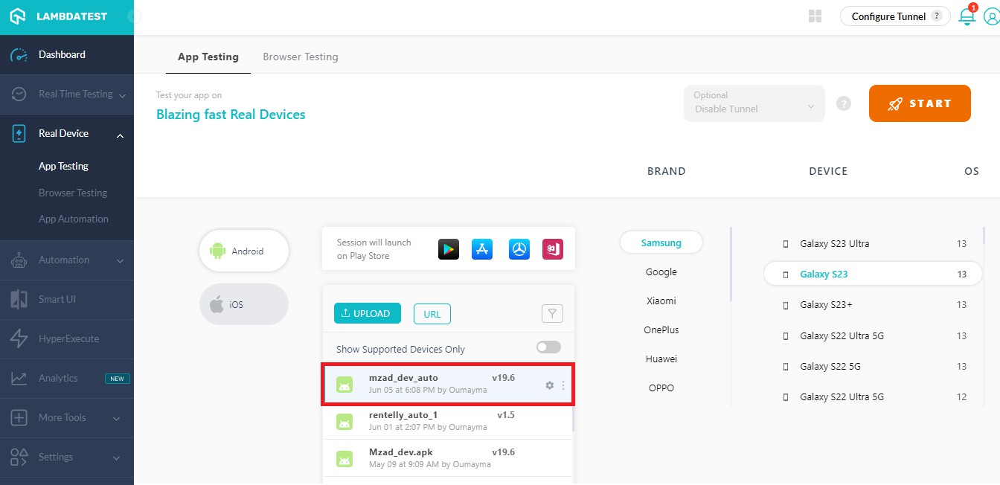 LAMBDATEST
Configure Tunnel ?
1
Dashboard
Real Time Testing
Real Device
App Testing
Browser Testing
App Automation
Automation
Smart UI
HyperExecute
Analytics NEW
More Tools
Settings
App Testing Browser Testing
Test your app on
Blazing fast Real Devices
Optional
Disable Tunnel
?
START
BRAND DEVICE OS
Android
iOS
Session will launch
on Play Store
UPLOAD URL
Show Supported Devices Only
mzad_dev_auto v19.6
Jun 05 at 6:08 PM by Oumayma
rentelly_auto_1 v1.5
Jun 01 at 2:07 PM by Oumayma
Mzad_dev.apk v19.6
May 09 at 9:09 AM by Oumayma
Samsung
Google
Xiaomi
OnePlus
Huawei
OPPO
Galaxy S23 Ultra 13
Galaxy S23 13
Galaxy S23+ 13
Galaxy S22 Ultra 5G 13
Galaxy S22 5G 13
Galaxy S22 Ultra 5G 12